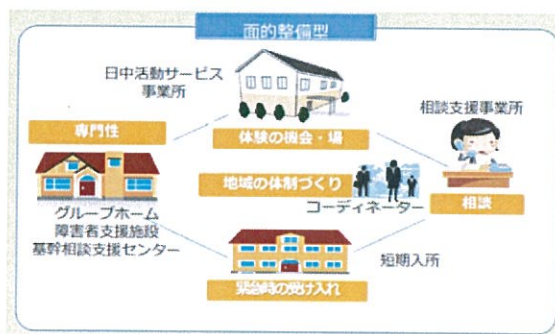 面的整備型
日中活動サービス
事業所
相談支援事業所
専門性
体験の機会・場
地域の体制づくり
コーディネーター
相談
グループホーム
障害者支援施設
基幹相談支援センター
短期入所
緊急時の受け入れ